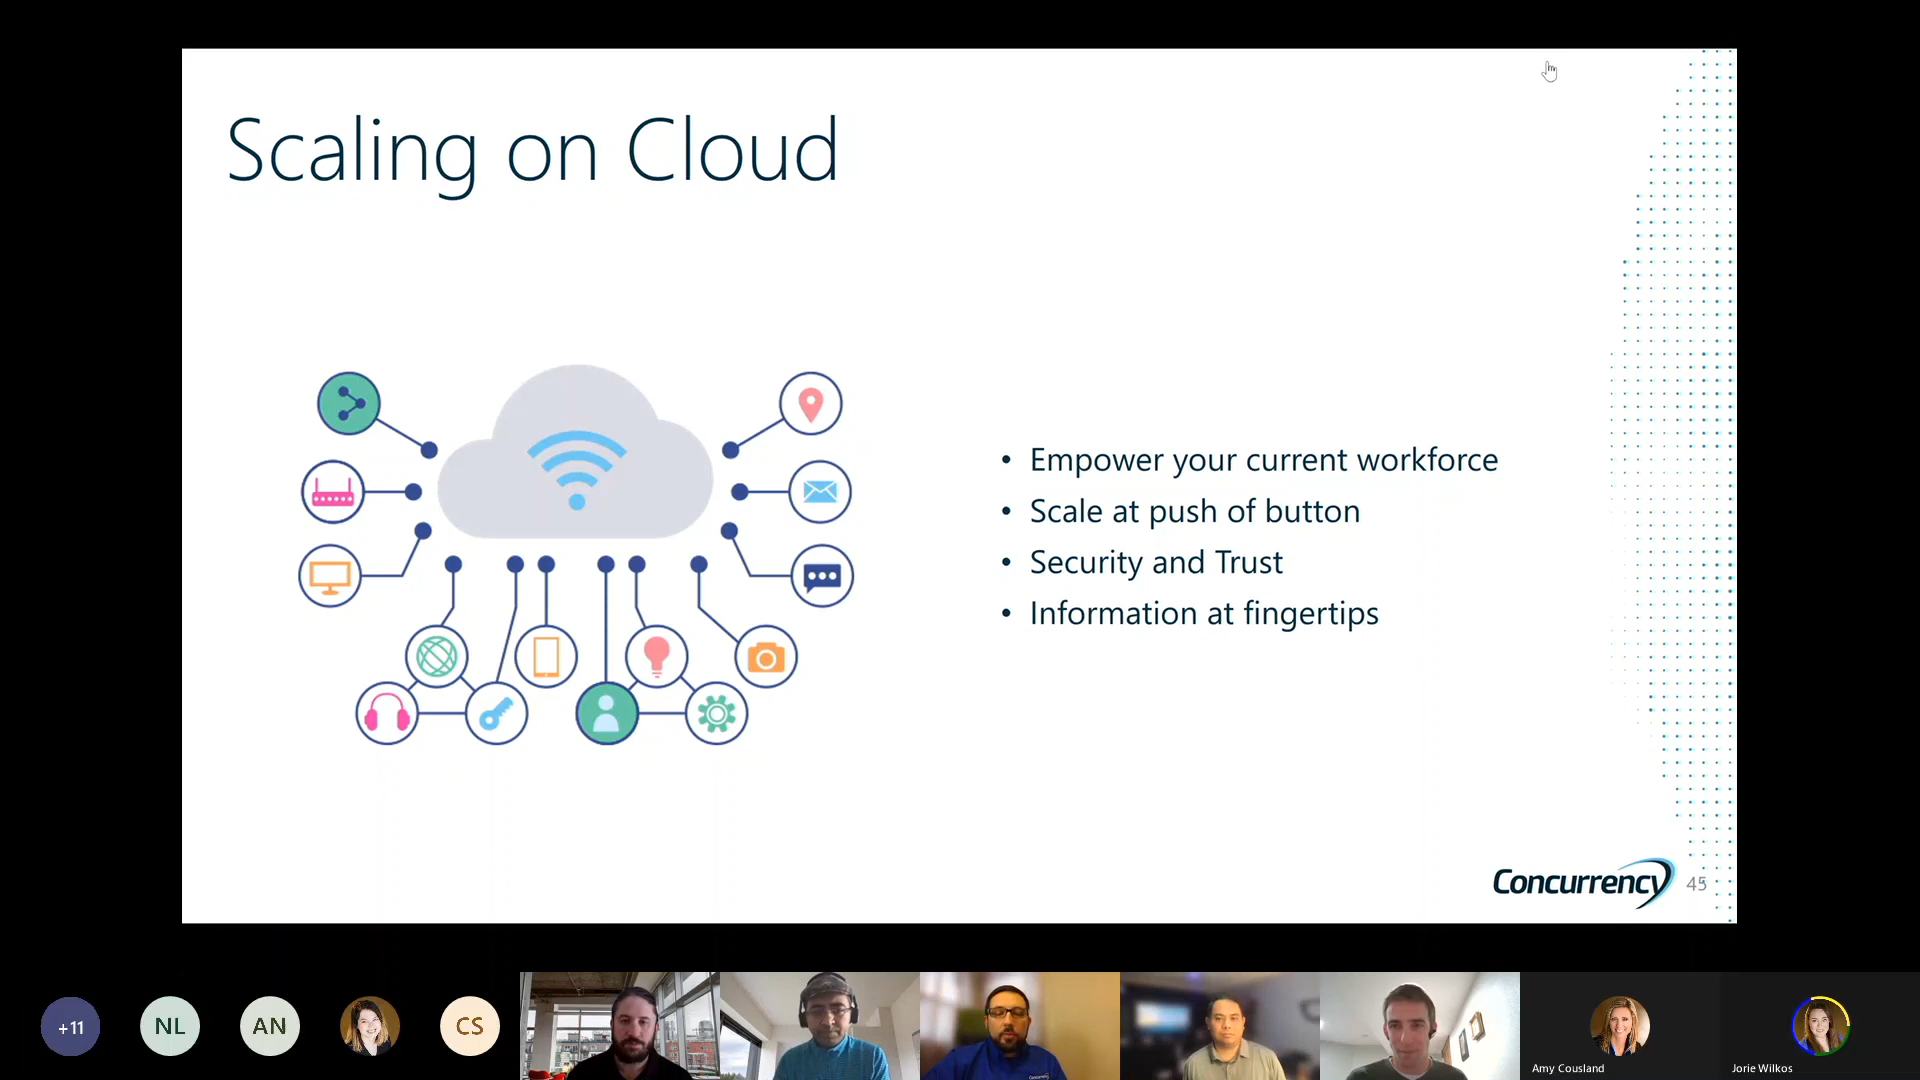 Scaling on Cloud
• Empower your current workforce
• Scale at push of button
• Security and Trust
• Information at fingertips
Concurrency
45
+11
NL
AN
CS
Concurrency
Amy Cousland
Jorie Wilkos